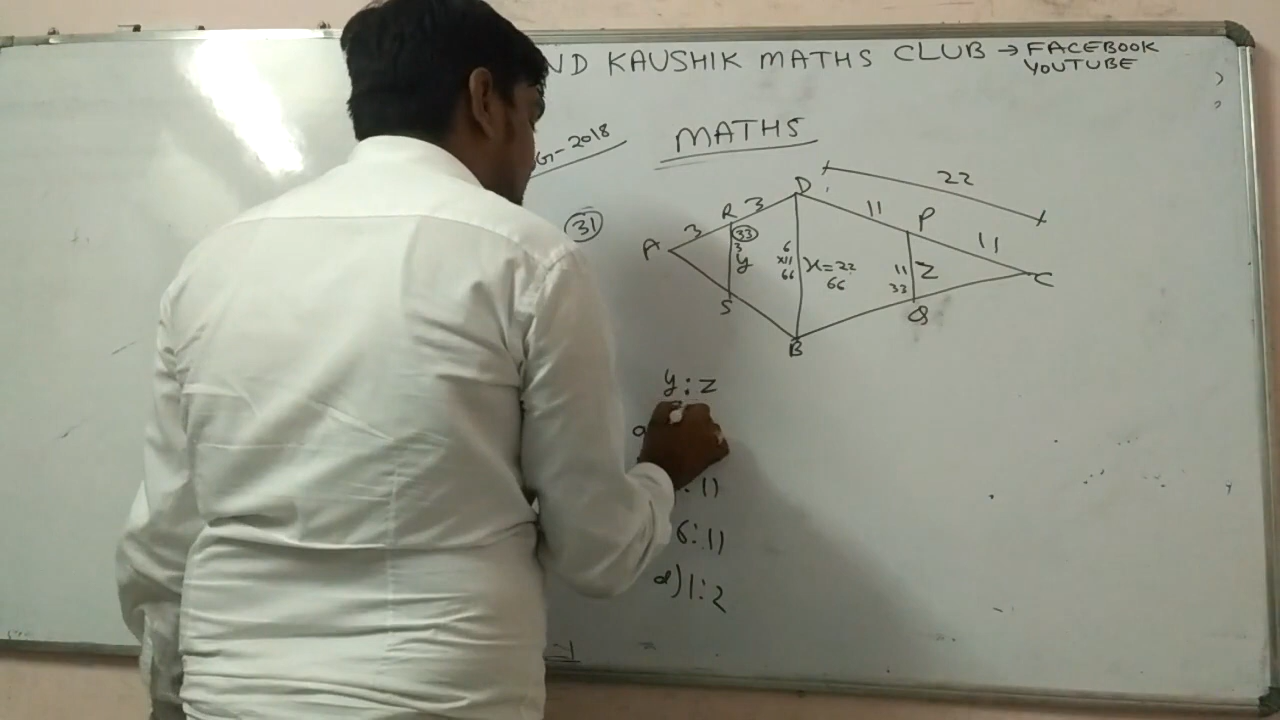 ND KAUSHIK MATHS CLUB → FACEBOOK
YOUTUBE
G-2018
MATHS
31
22
D
R 3
11
P
3
11
A
33
3
y
6
x11
66
x=22
66
11
33
Z
C
S
Q
B
y:z
a
:11
6:11
d) 1:2